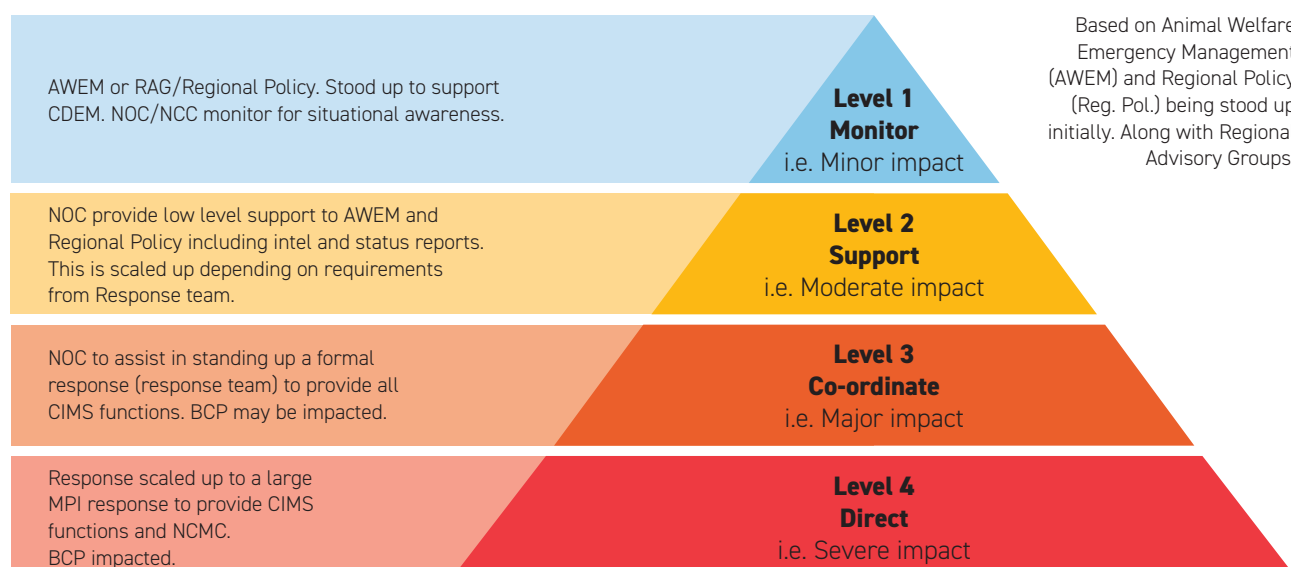 AWEM or RAG/Regional Policy. Stood up to support
CDEM. NOC/NCC monitor for situational awareness.
Level 1
Monitor
i.e. Minor impact
Based on Animal Welfare
Emergency Management
(AWEM) and Regional Policy
(Reg. Pol.) being stood up
initially. Along with Regional
Advisory Groups
NOC provide low level support to AWEM and
Regional Policy including intel and status reports.
This is scaled up depending on requirements
from Response team.
Level 2
Support
i.e. Moderate impact
NOC to assist in standing up a formal
response (response team) to provide all
CIMS functions. BCP may be impacted.
Level 3
Co-ordinate
i.e. Major impact
Response scaled up to a large
MPI response to provide CIMS
functions and NCMC.
BCP impacted.
Level 4
Direct
i.e. Severe impact